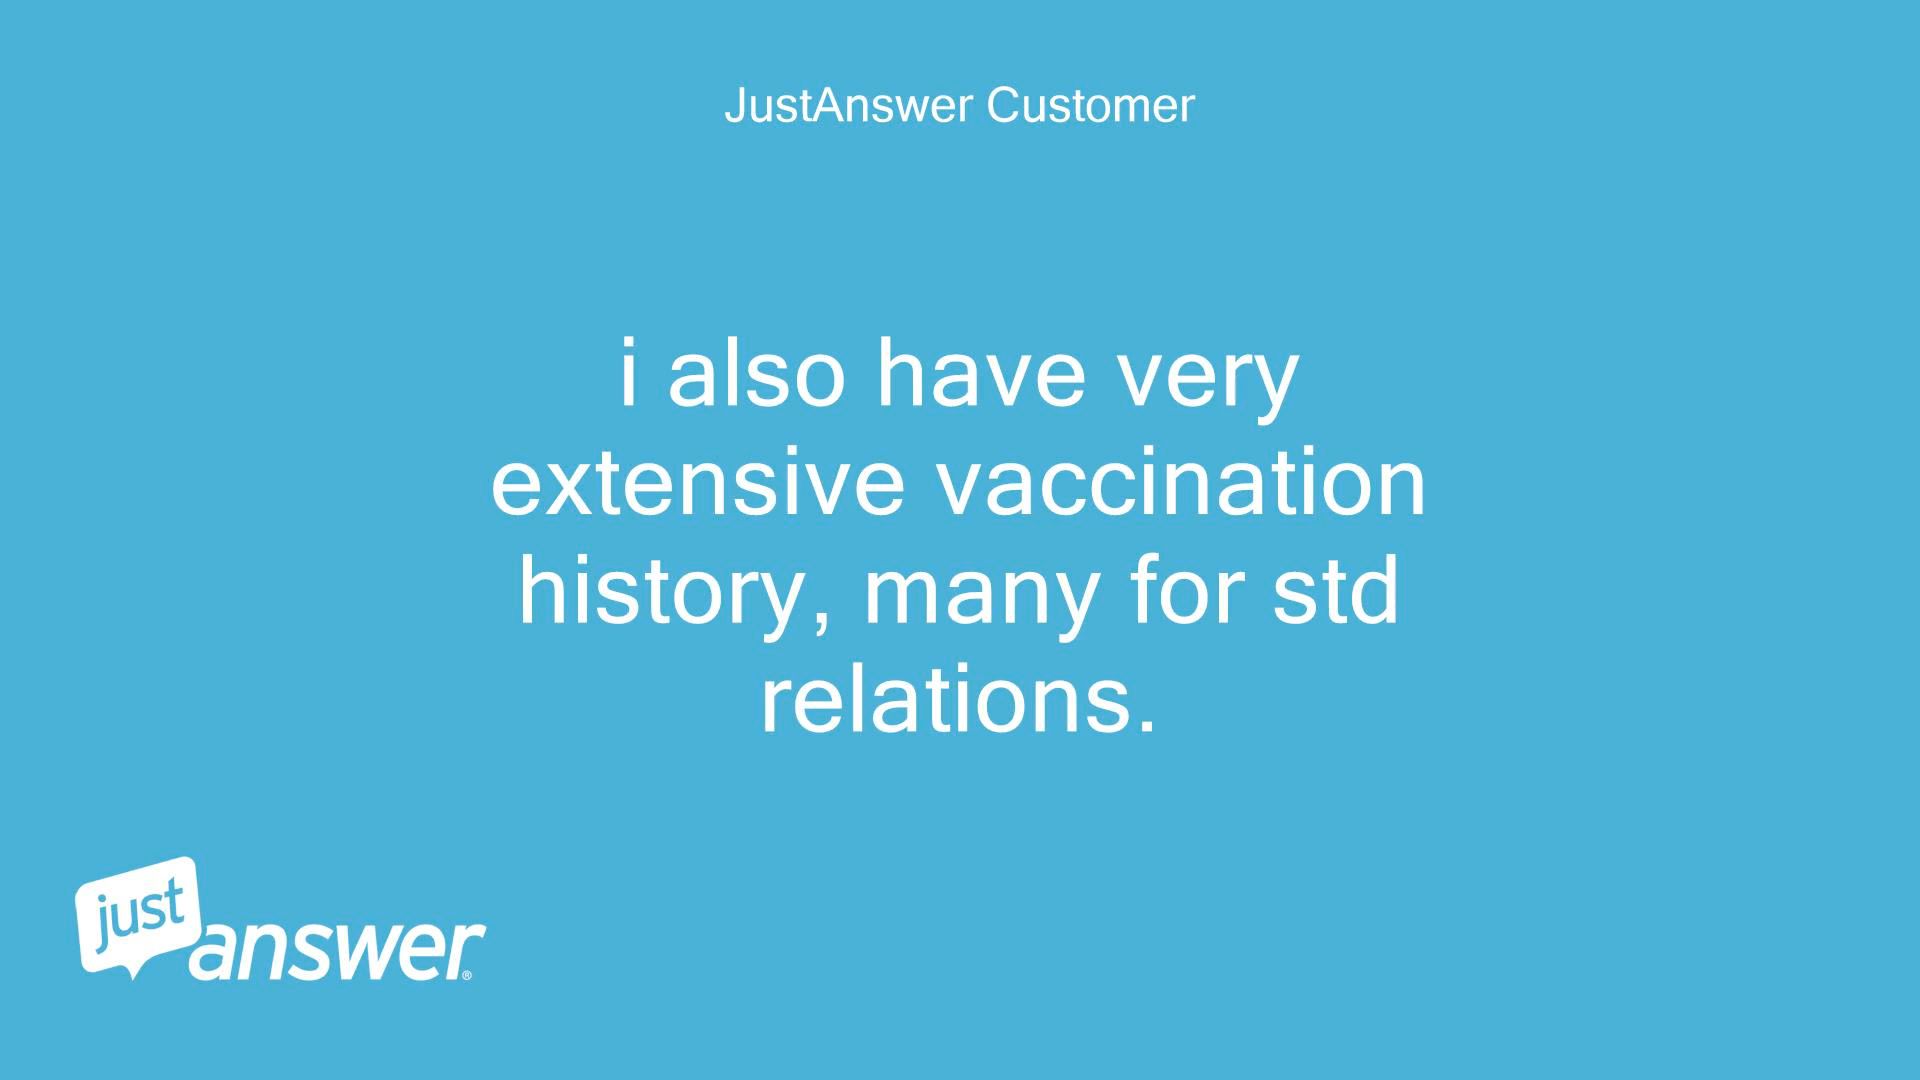 JustAnswer Customer
i also have very
extensive vaccination
history, many for std
relations.
just
answer®